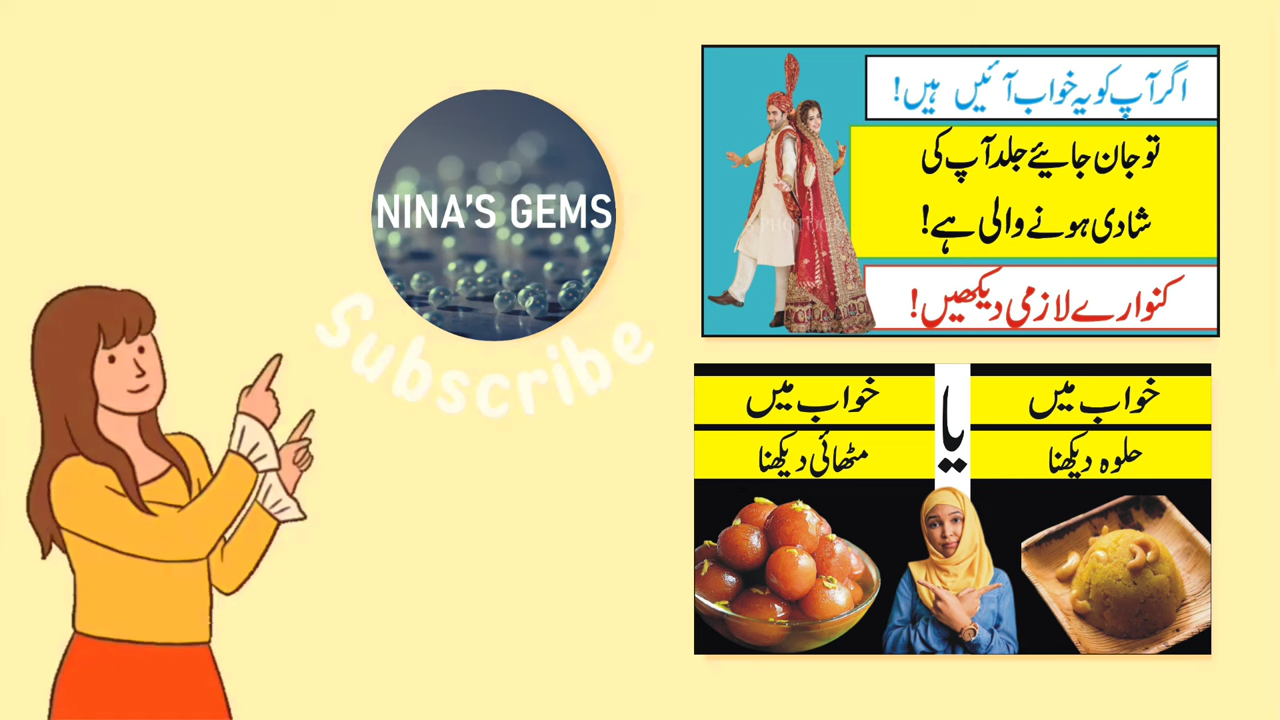 NINA'S GEMS
Subscribe
اگر آپ کو یہ خواب آئیں ہیں!
تو جان جایئے جلد آپ کی
شادی ہونے والی ہے!
کنوارے لازمی دیکھیں!
خواب میں
مٹھائی دیکھنا
یا
خواب میں
حلوہ دیکھنا